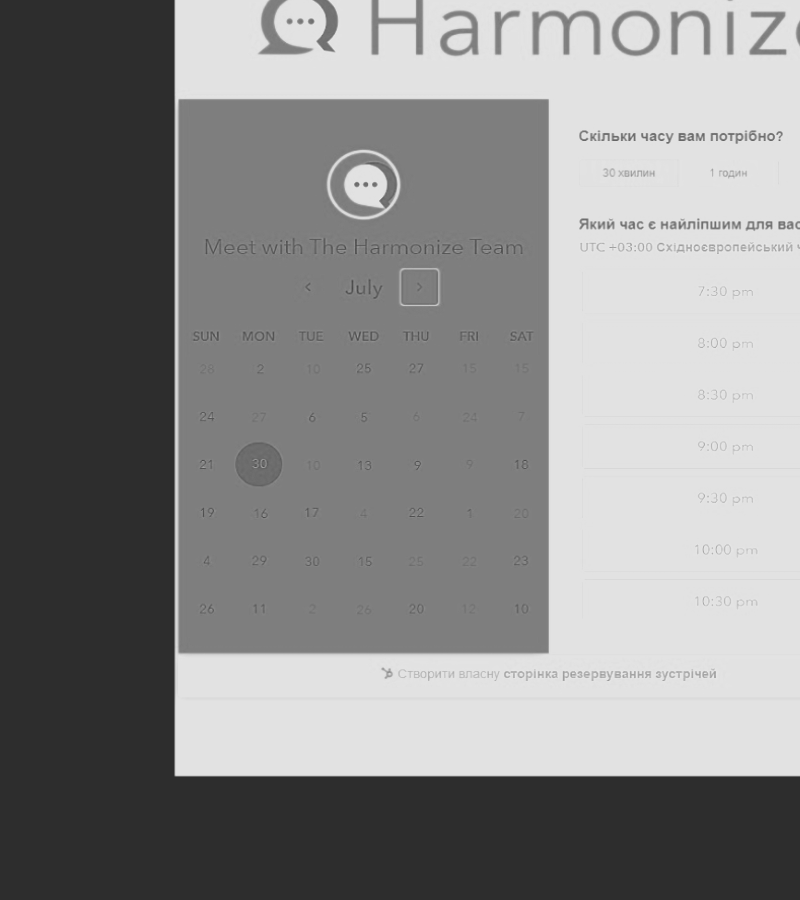 Harmonize
Meet with The Harmonize Team
July
SUN MON TUE WED THU FRI SAT
28 2 10 25 27 15 15
24 27 6 5 6 24 7
21 30 10 13 9 9 18
19 16 17 4 22 1 20
4 29 30 15 25 22 23
26 11 2 26 20 12 10
Скільки часу вам потрібно?
30 хвилин 1 годин
Який час є найліпшим для вас
UTC +03:00 Східноєвропейський
7:30 pm
8:00 pm
8:30 pm
9:00 pm
9:30 pm
10:00 pm
10:30 pm
Створити власну сторінка резервування зустрічей